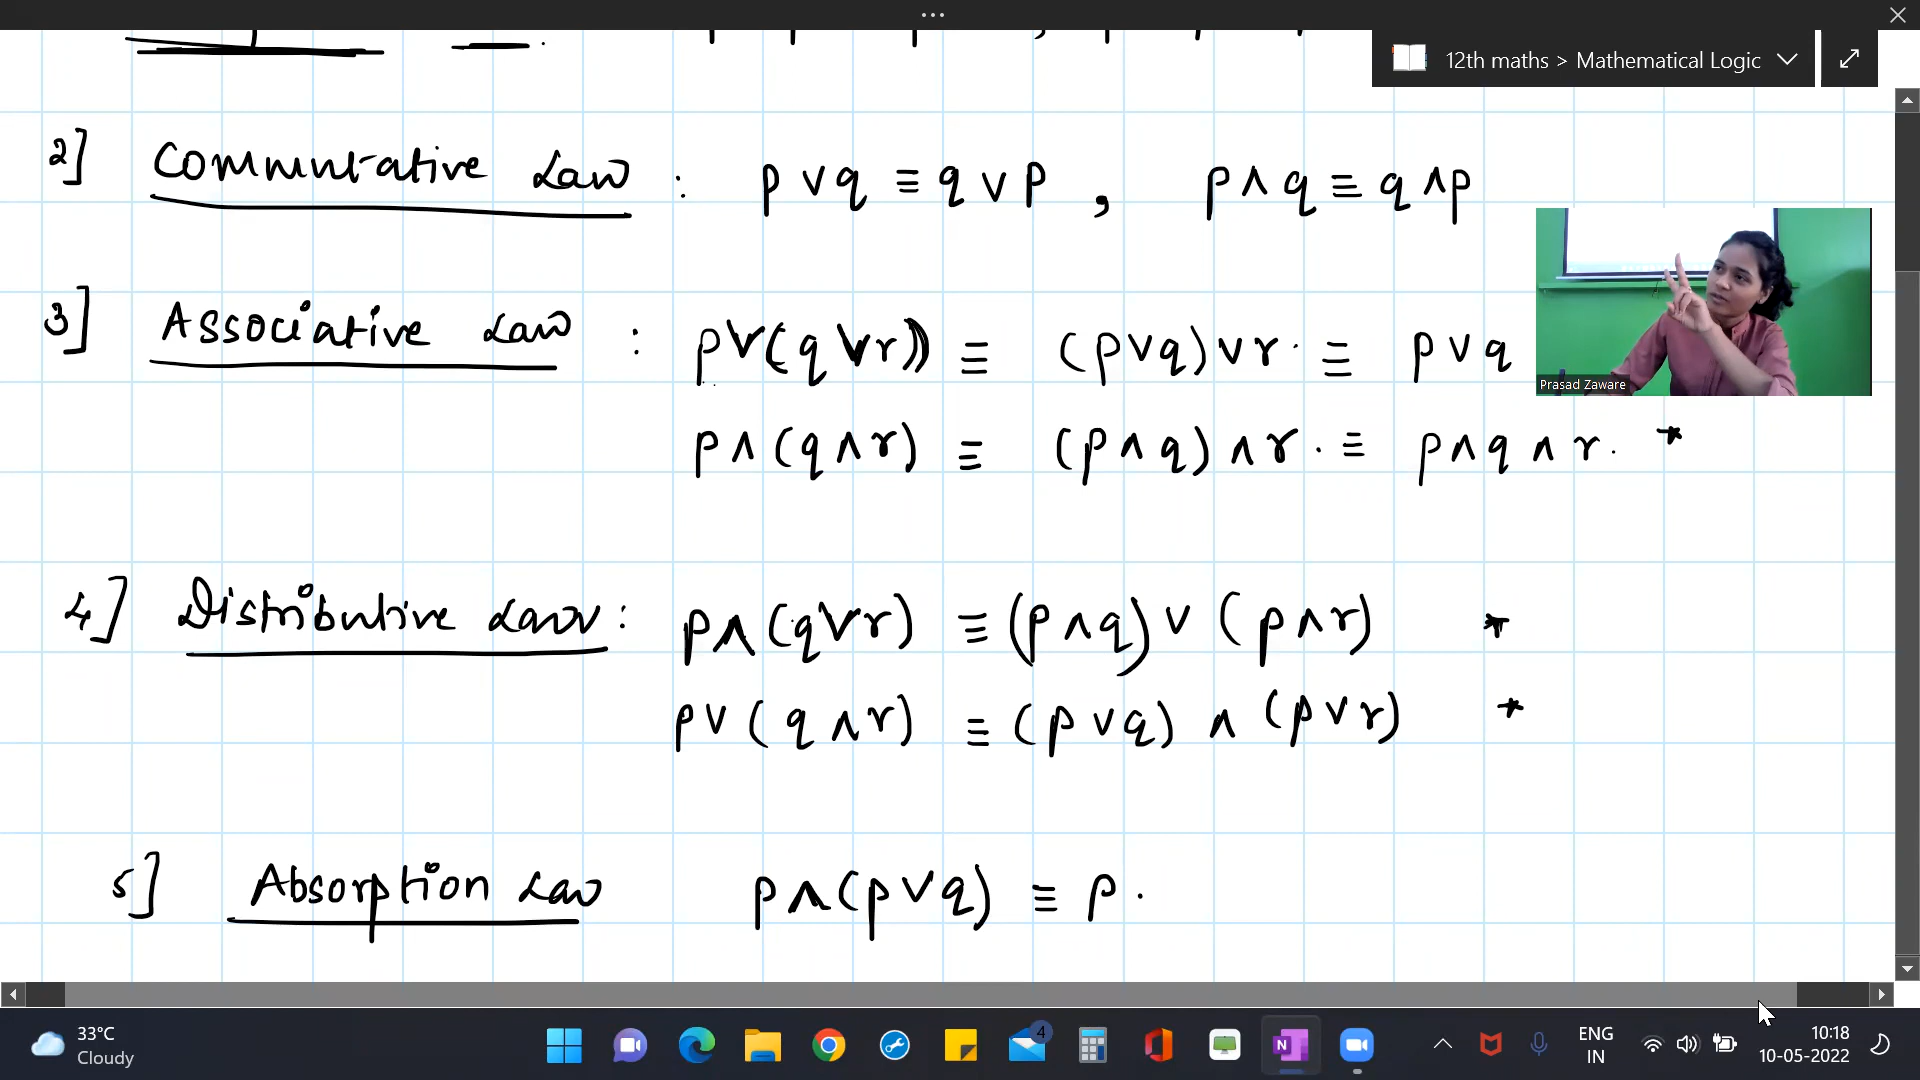 12th maths > Mathematical Logic
2] Commutative Law : p ∨ q ≡ q ∨ p , p ∧ q ≡ q ∧ p
3] Associative Law : p ∨ (q ∨ r) ≡ (p ∨ q) ∨ r . ≡ p ∨ q
Prasad Zaware
p ∧ (q ∧ r) ≡ (p ∧ q) ∧ r . ≡ p ∧ q ∧ r . *
4] Distributive Law : p ∧ (q ∨ r) ≡ (p ∧ q) ∨ (p ∧ r) *
p ∨ (q ∧ r) ≡ (p ∨ q) ∧ (p ∨ r) *
5] Absorption Law p ∧ (p ∨ q) ≡ p .
33°C
Cloudy
4
N
ENG
IN
10:18
10-05-2022